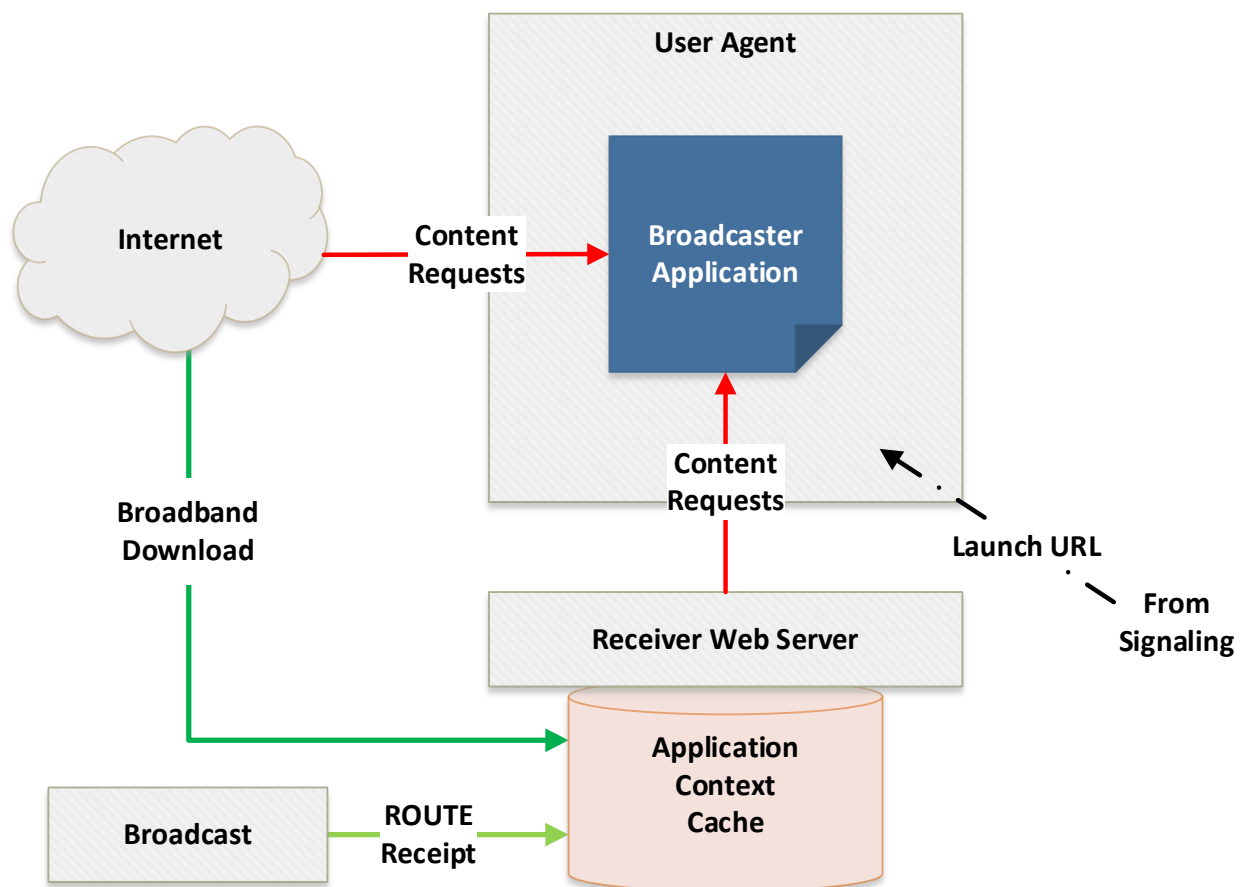 User Agent
Internet
Content
Requests
Broadcaster
Application
Content
Requests
Broadband
Download
Launch URL
From
Signaling
Receiver Web Server
Application
Context
Cache
Broadcast
ROUTE
Receipt